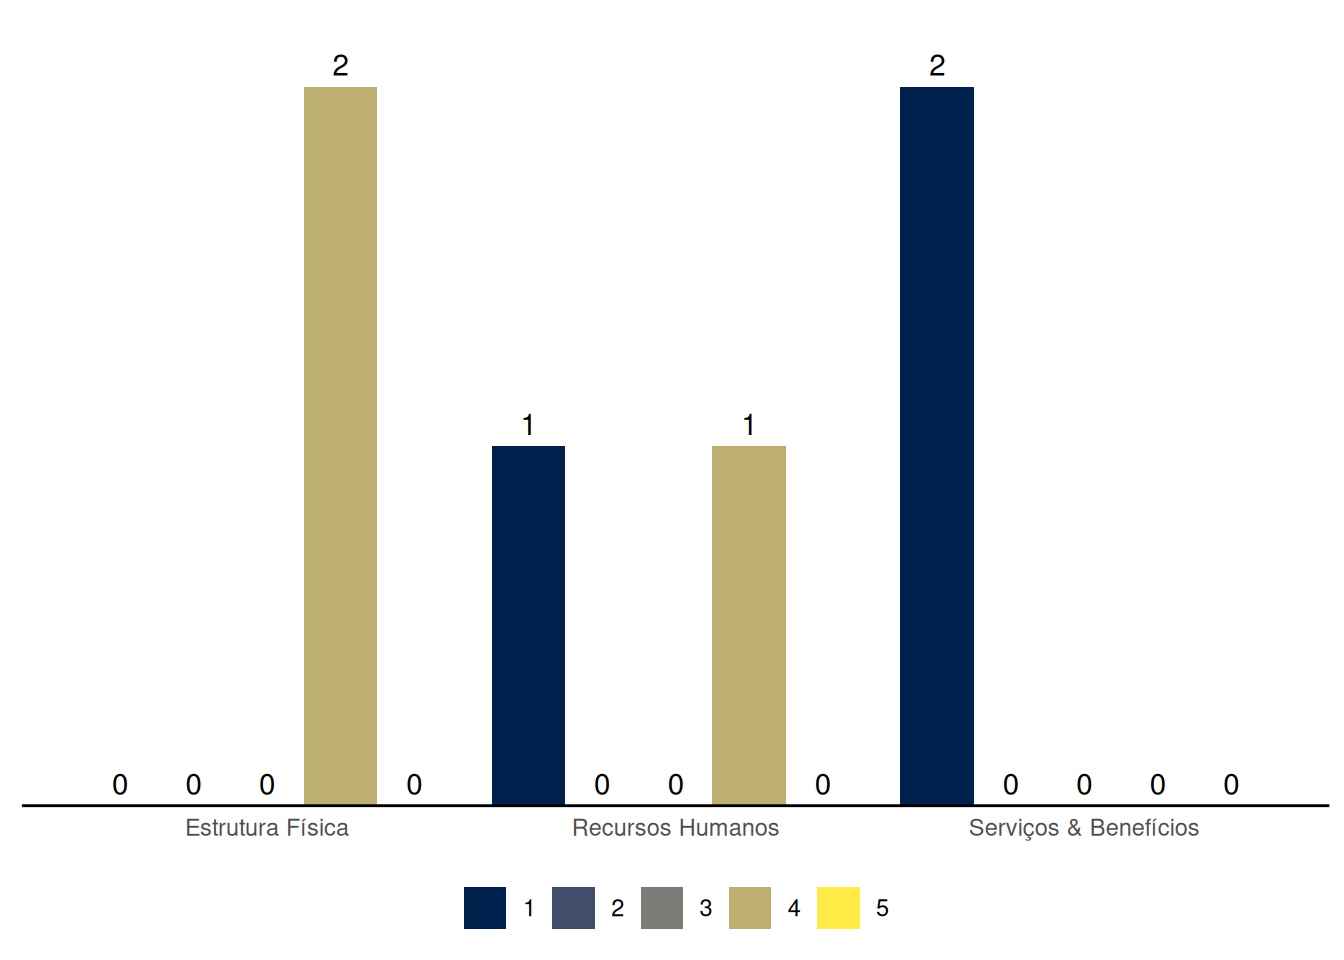 2 2
1 1
0 0 0 0 0 0 0 0 0 0 0
Estrutura Física Recursos Humanos Serviços & Benefícios
1 2 3 4 5